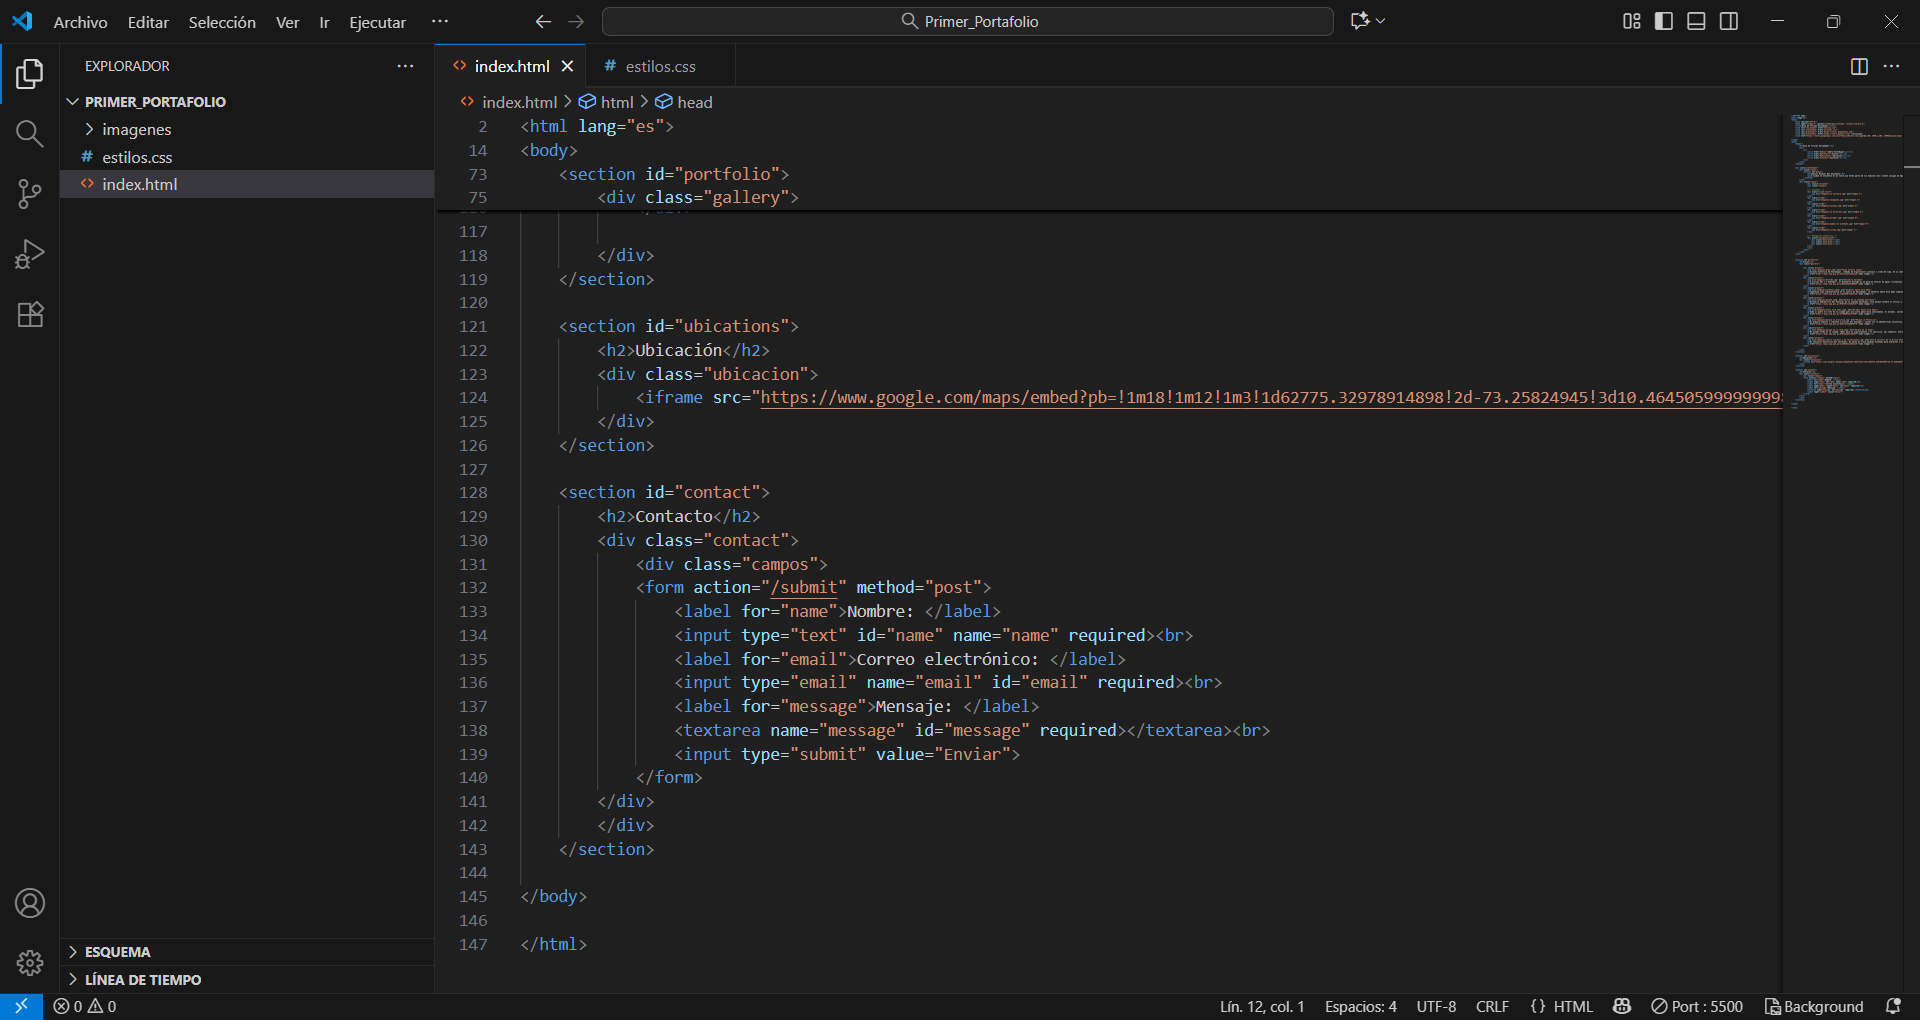 Archivo Editar Selección Ver Ir Ejecutar ··· Primer_Portafolio
EXPLORADOR
PRIMER_PORTAFOLIO
imagenes
# estilos.css
<> index.html
ESQUEMA
LÍNEA DE TIEMPO
<> index.html # estilos.css
<> index.html > html > head
2 <html lang="es">
14 <body>
73 <section id="portfolio">
75 <div class="gallery">
117
118 </div>
119 </section>
120
121 <section id="ubications">
122 <h2>Ubicación</h2>
123 <div class="ubicacion">
124 <iframe src="https://www.google.com/maps/embed?pb=!1m18!1m12!1m3!1d62775.32978914898!2d-73.25824945!3d10.464505999999998
125 </div>
126 </section>
127
128 <section id="contact">
129 <h2>Contacto</h2>
130 <div class="contact">
131 <div class="campos">
132 <form action="/submit" method="post">
133 <label for="name">Nombre: </label>
134 <input type="text" id="name" name="name" required><br>
135 <label for="email">Correo electrónico: </label>
136 <input type="email" name="email" id="email" required><br>
137 <label for="message">Mensaje: </label>
138 <textarea name="message" id="message" required></textarea><br>
139 <input type="submit" value="Enviar">
140 </form>
141 </div>
142 </div>
143 </section>
144
145 </body>
146
147 </html>
0 0 Lín. 12, col. 1 Espacios: 4 UTF-8 CRLF {} HTML Port : 5500 Background